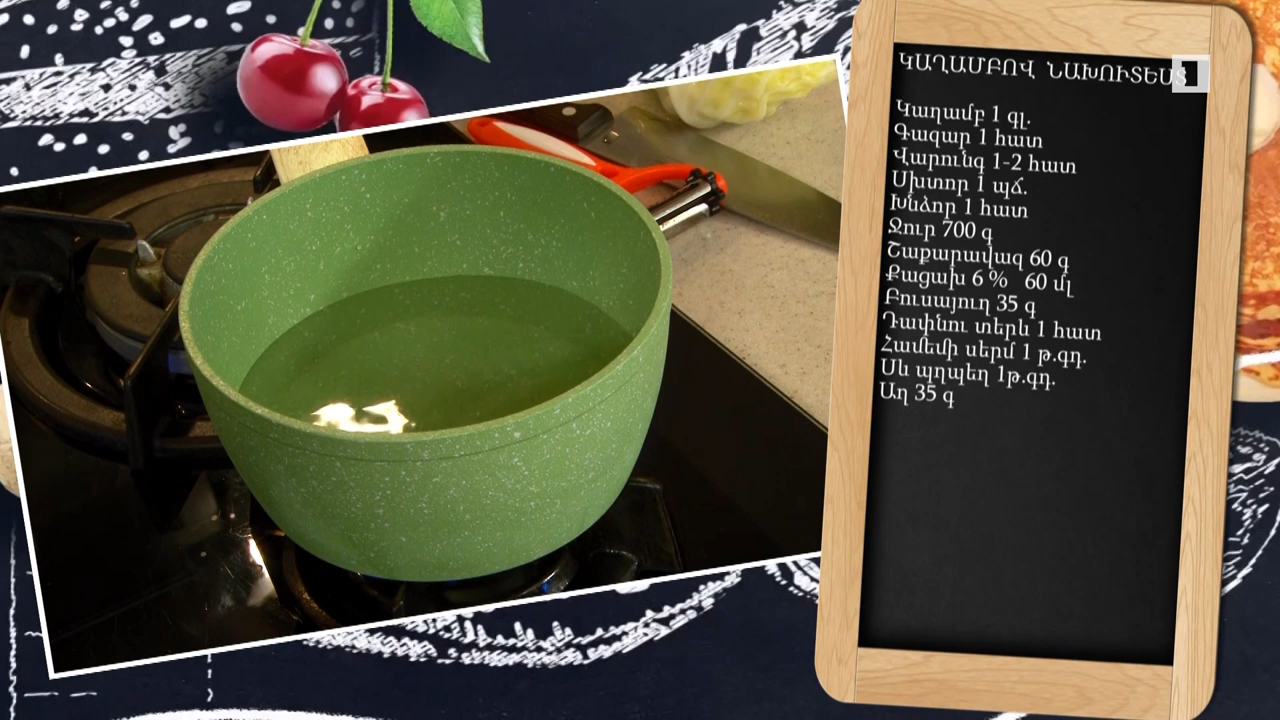 ԿԱՂԱՄԲՈՎ ՆԱԽՈՒՏԵՍՏ
Կաղամբ 1 գլ.
Գազար 1 հատ
Վարունգ 1-2 հատ
Սխտոր 1 պճ.
Խնձոր 1 հատ
Ջուր 700 գ
Շաքարավազ 60 գ
Քացախ 6 % 60 մլ
Բուսայուղ 35 գ
Դափնու տերև 1 հատ
Համեմի սերմ 1 թ.գդ.
Սև պղպեղ 1թ.գդ.
Աղ 35 գ